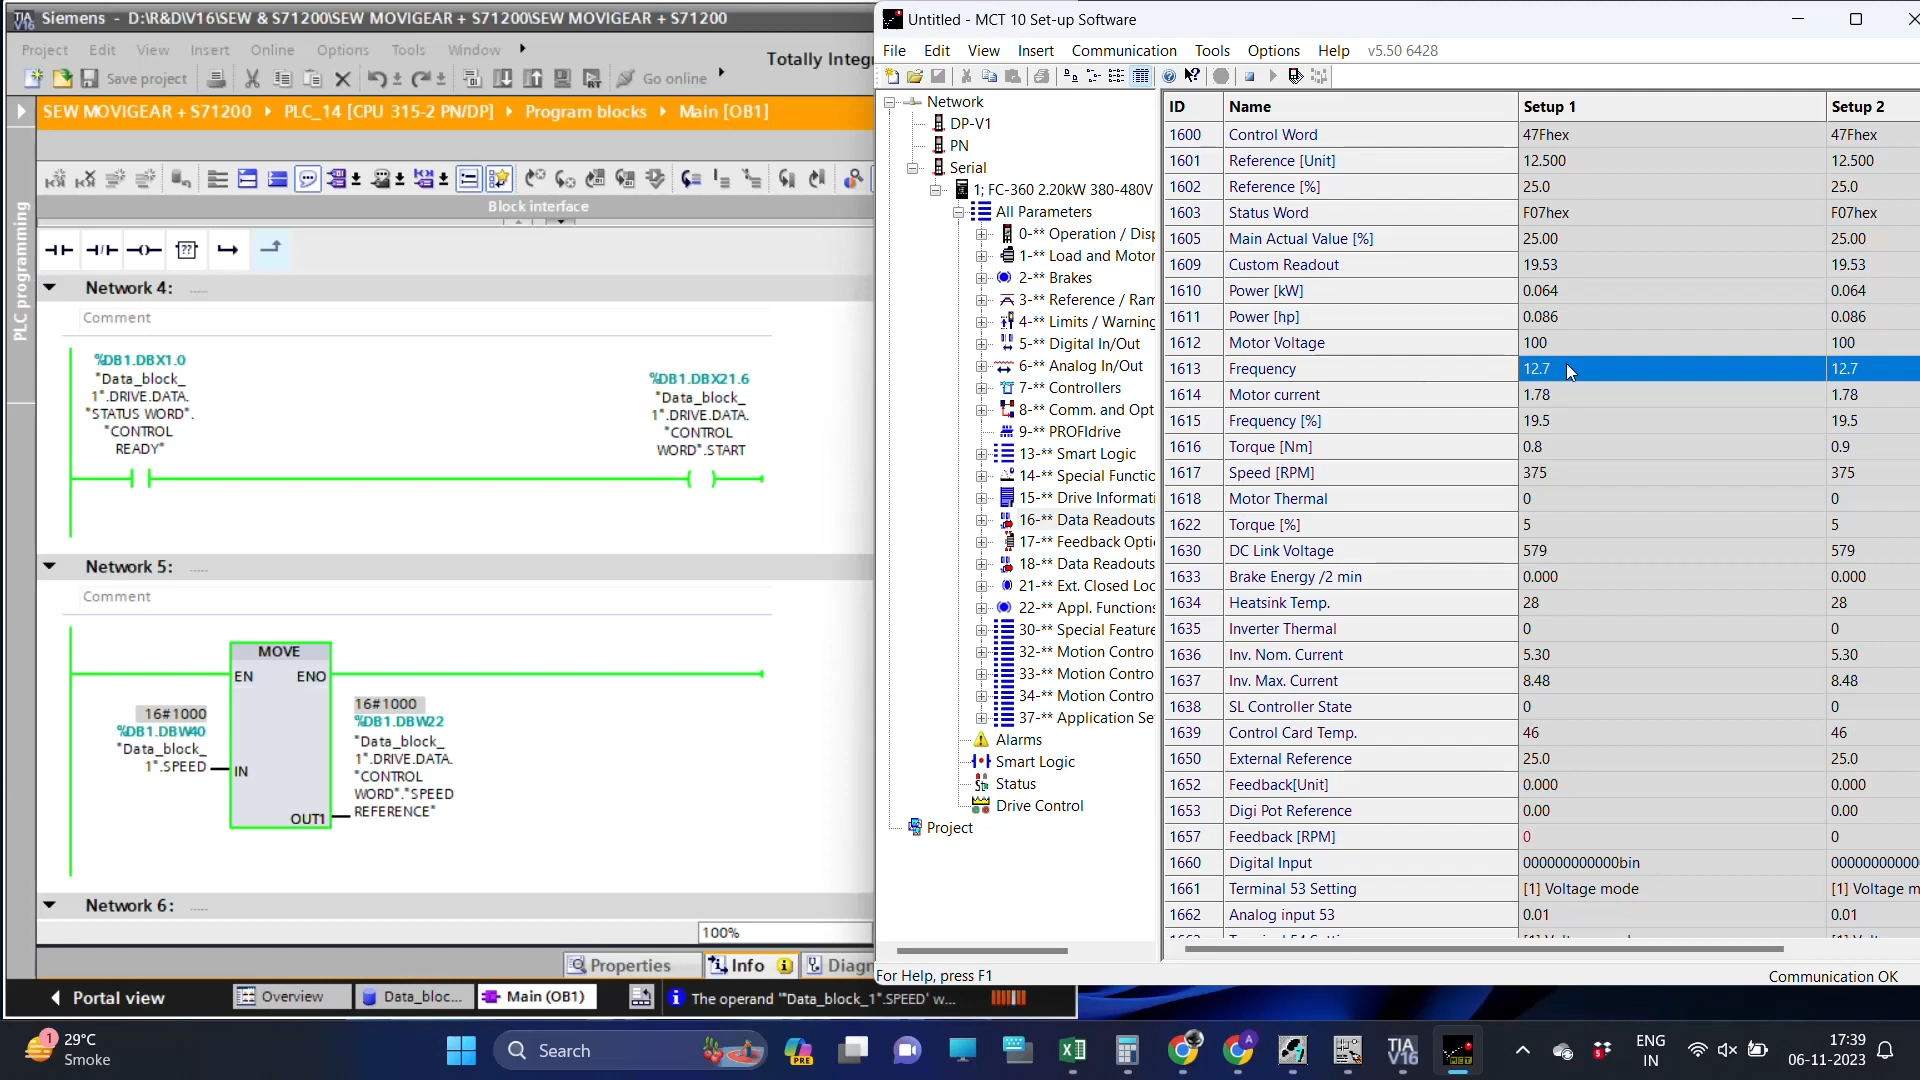 Siemens - D:\R&D\V16\SEW & S71200\SEW MOVIGEAR + S71200\SEW MOVIGEAR + S71200
Project Edit View Insert Online Options Tools Window
Totally Integ
Save project
Go online
SEW MOVIGEAR + S71200 PLC_14 [CPU 315-2 PN/DP] Program blocks Main [OB1]
PLC programming
Block interface
Network 4:
Comment
%DB1.DBX1.0
"Data_block_
1".DRIVE.DATA.
"STATUS WORD".
"CONTROL
READY"
%DB1.DBX21.6
"Data_block_
1".DRIVE.DATA.
"CONTROL
WORD".START
Network 5:
Comment
MOVE
EN ENO
16#1000
%DB1.DBW40
"Data_block_
1".SPEED
IN
16#1000
%DB1.DBW22
"Data_block_
1".DRIVE.DATA.
"CONTROL
WORD"."SPEED
REFERENCE"
OUT1
Network 6:
100%
Properties Info Diagn
Portal view Overview Data_bloc... Main (OB1) The operand '"Data_block_1".SPEED' w...
Untitled - MCT 10 Set-up Software
File Edit View Insert Communication Tools Options Help v5.50 6428
Network
DP-V1
PN
Serial
1; FC-360 2.20kW 380-480V
All Parameters
0-** Operation / Disp
1-** Load and Motor
2-** Brakes
3-** Reference / Ram
4-** Limits / Warning
5-** Digital In/Out
6-** Analog In/Out
7-** Controllers
8-** Comm. and Opt
9-** PROFIdrive
13-** Smart Logic
14-** Special Functio
15-** Drive Informati
16-** Data Readouts
17-** Feedback Opti
18-** Data Readouts
21-** Ext. Closed Loo
22-** Appl. Functions
30-** Special Feature
32-** Motion Contro
33-** Motion Contro
34-** Motion Contro
37-** Application Se
Alarms
Smart Logic
Status
Drive Control
Project
ID Name Setup 1 Setup 2
1600 Control Word 47Fhex 47Fhex
1601 Reference [Unit] 12.500 12.500
1602 Reference [%] 25.0 25.0
1603 Status Word F07hex F07hex
1605 Main Actual Value [%] 25.00 25.00
1609 Custom Readout 19.53 19.53
1610 Power [kW] 0.064 0.064
1611 Power [hp] 0.086 0.086
1612 Motor Voltage 100 100
1613 Frequency 12.7 12.7
1614 Motor current 1.78 1.78
1615 Frequency [%] 19.5 19.5
1616 Torque [Nm] 0.8 0.9
1617 Speed [RPM] 375 375
1618 Motor Thermal 0 0
1622 Torque [%] 5 5
1630 DC Link Voltage 579 579
1633 Brake Energy /2 min 0.000 0.000
1634 Heatsink Temp. 28 28
1635 Inverter Thermal 0 0
1636 Inv. Nom. Current 5.30 5.30
1637 Inv. Max. Current 8.48 8.48
1638 SL Controller State 0 0
1639 Control Card Temp. 46 46
1650 External Reference 25.0 25.0
1652 Feedback[Unit] 0.000 0.000
1653 Digi Pot Reference 0.00 0.00
1657 Feedback [RPM] 0 0
1660 Digital Input 000000000000bin 00000000000
1661 Terminal 53 Setting [1] Voltage mode [1] Voltage m
1662 Analog input 53 0.01 0.01
For Help, press F1
Communication OK
29°C
Smoke
Search
PRE
TIA
V16
ENG
IN
17:39
06-11-2023